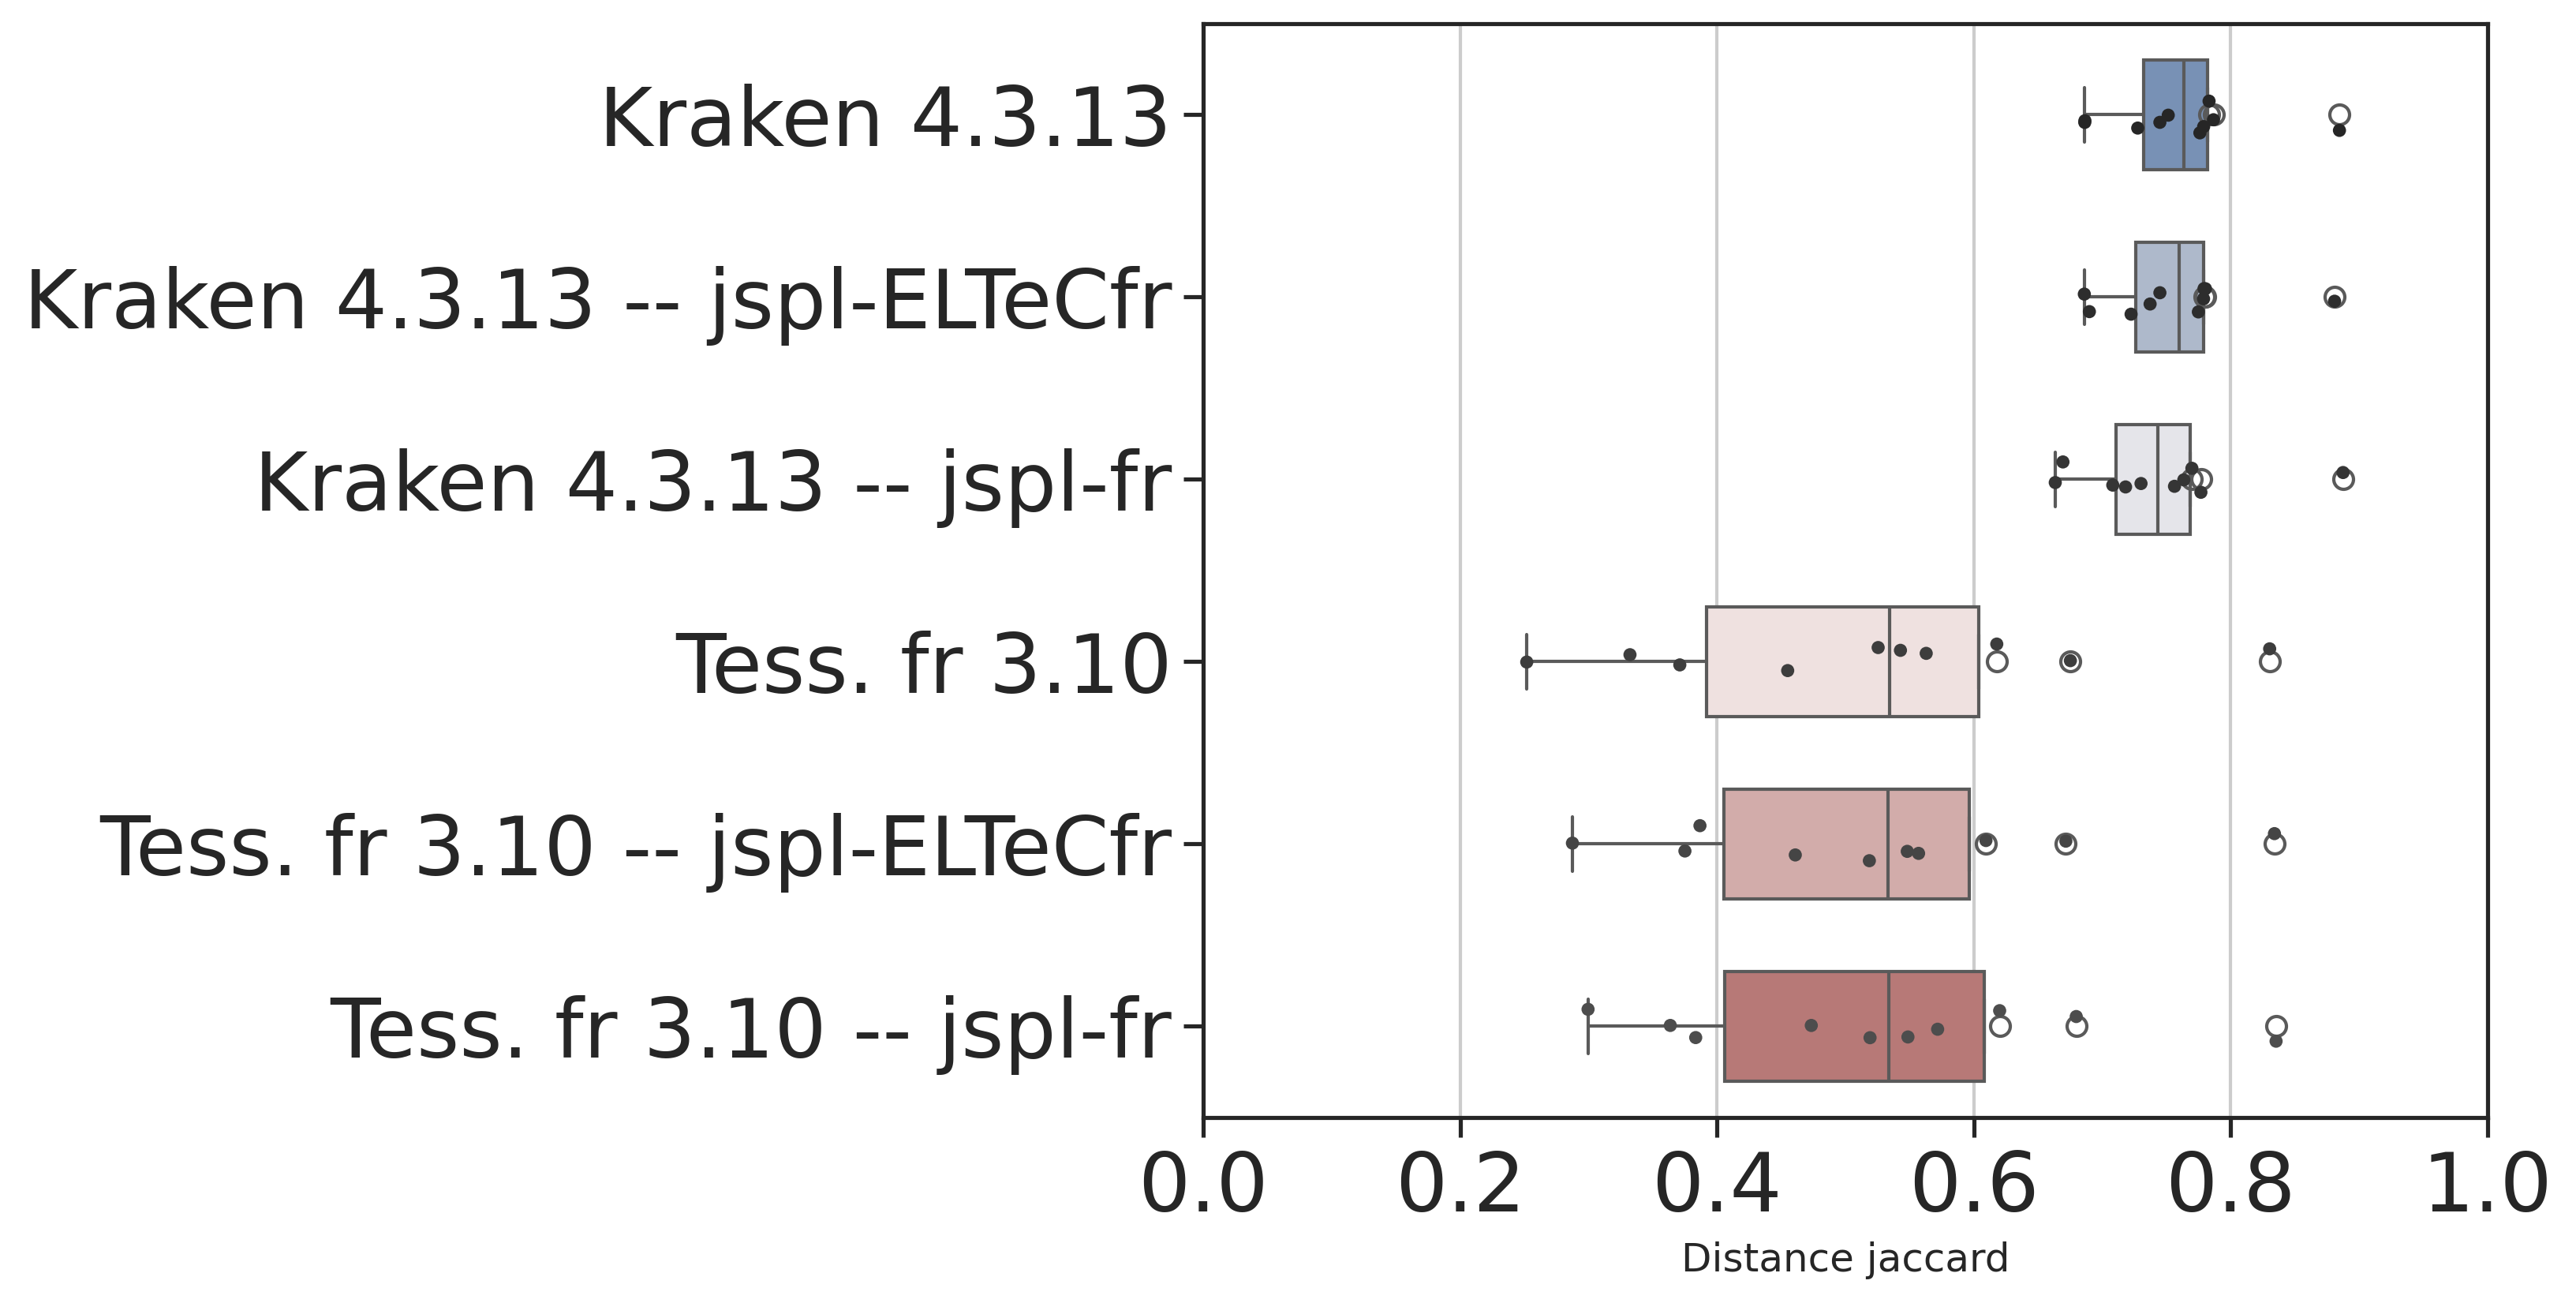 Kraken 4.3.13
Kraken 4.3.13 -- jspl-ELTeCfr
Kraken 4.3.13 -- jspl-fr
Tess. fr 3.10
Tess. fr 3.10 -- jspl-ELTeCfr
Tess. fr 3.10 -- jspl-fr
0.0 0.2 0.4 0.6 0.8 1.0
Distance jaccard